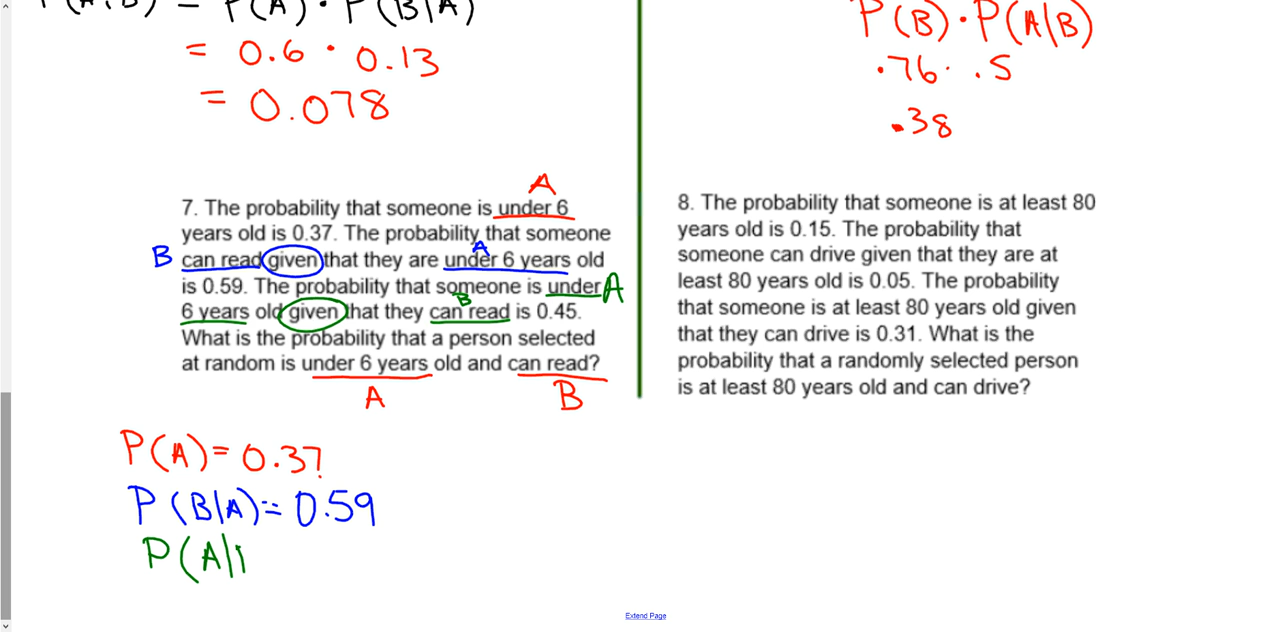 P(A,B) = P(A) · P(B|A)
= 0.6 · 0.13
= 0.078
P(B) · P(A|B)
.76 · .5
.38
A
7. The probability that someone is under 6
years old is 0.37. The probability that someone
A
B can read given that they are under 6 years old
is 0.59. The probability that someone is under A
B
6 years old given that they can read is 0.45.
What is the probability that a person selected
at random is under 6 years old and can read?
A B
P(A) = 0.37
P(B|A) = 0.59
P(A|
8. The probability that someone is at least 80
years old is 0.15. The probability that
someone can drive given that they are at
least 80 years old is 0.05. The probability
that someone is at least 80 years old given
that they can drive is 0.31. What is the
probability that a randomly selected person
is at least 80 years old and can drive?
Extend Page